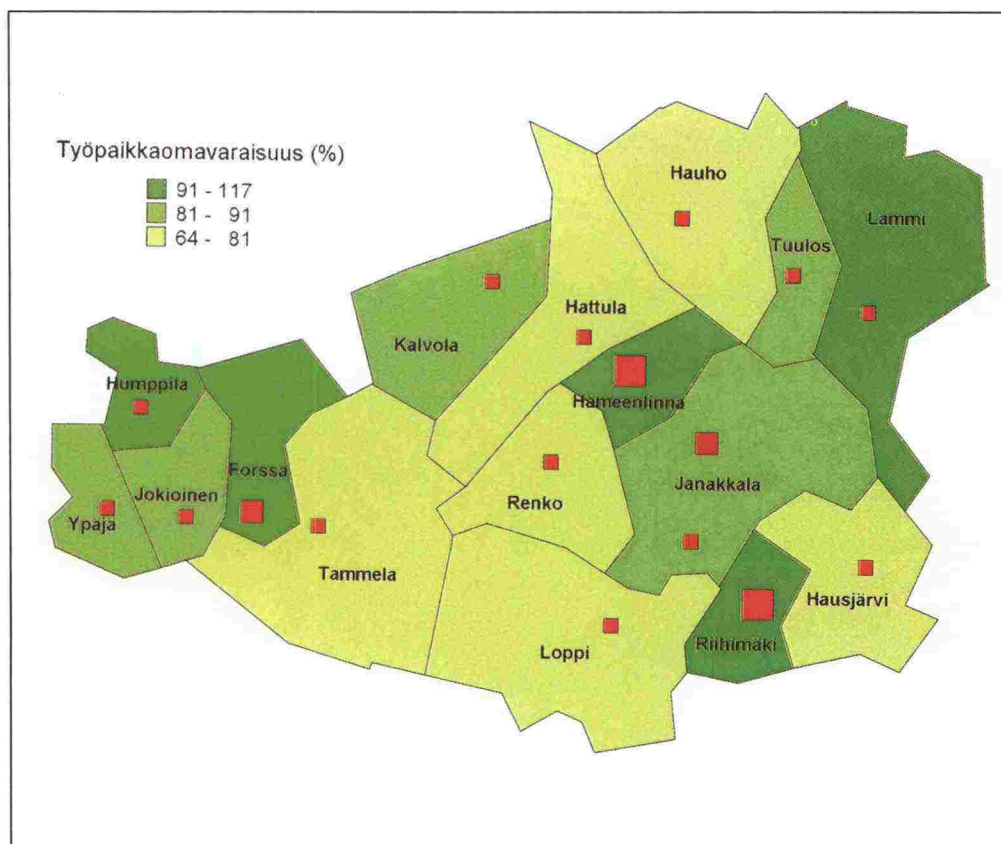 Työpaikkaomavaraisuus (%)
91 - 117
81 - 91
64 - 81
Hauho
Lammi
Tuulos
Hattula
Kalvola
Humppila
Hämeenlinna
Forssa
Jokioinen
Ypäjä
Renko
Janakkala
Tammela
Hausjärvi
Riihimäki
Loppi